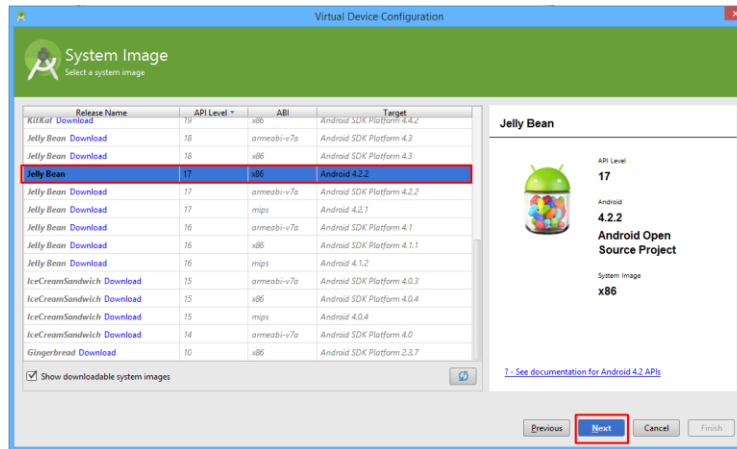 Virtual Device Configuration
System Image
Select a system image
Release Name API Level ABI Target
KitKat Download 19 x86 Android SDK Platform 4.4.2
Jelly Bean Download 18 armeabi-v7a Android SDK Platform 4.3
Jelly Bean Download 18 x86 Android SDK Platform 4.3
Jelly Bean 17 x86 Android 4.2.2
Jelly Bean Download 17 armeabi-v7a Android SDK Platform 4.2.2
Jelly Bean Download 17 mips Android 4.2.1
Jelly Bean Download 16 armeabi-v7a Android SDK Platform 4.1
Jelly Bean Download 16 x86 Android SDK Platform 4.1.1
Jelly Bean Download 16 mips Android 4.1.2
IceCreamSandwich Download 15 armeabi-v7a Android SDK Platform 4.0.3
IceCreamSandwich Download 15 x86 Android SDK Platform 4.0.4
IceCreamSandwich Download 15 mips Android 4.0.4
IceCreamSandwich Download 14 armeabi-v7a Android SDK Platform 4.0
Gingerbread Download 10 x86 Android SDK Platform 2.3.7
Show downloadable system images
Jelly Bean
API Level
17
Android
4.2.2
Android Open
Source Project
System Image
x86
? - See documentation for Android 4.2 APIs
Previous Next Cancel Finish